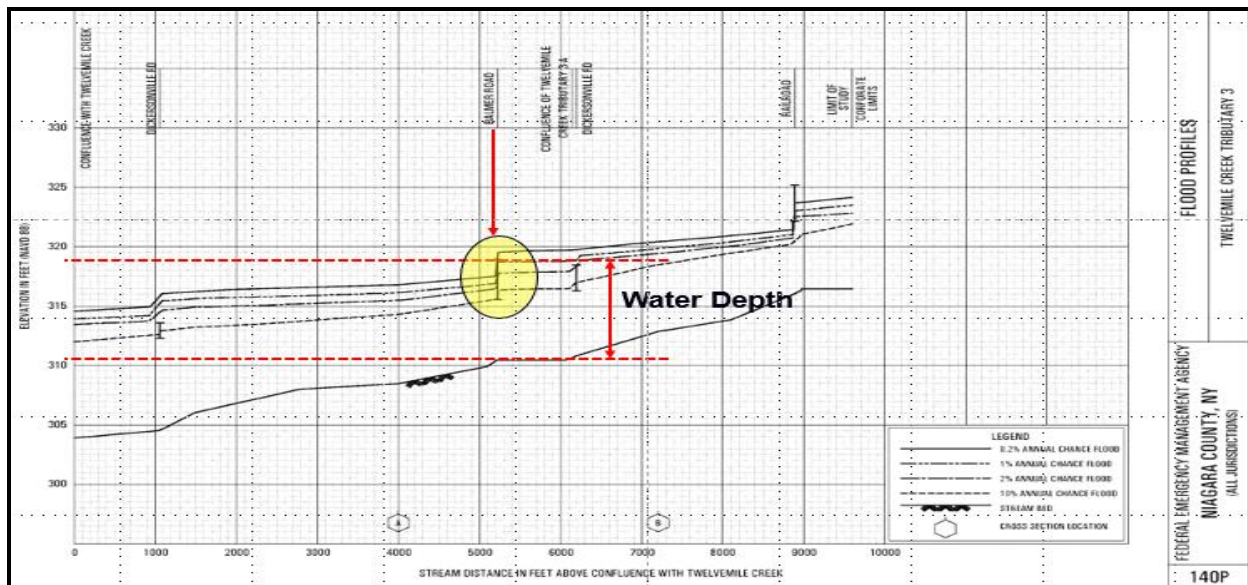 CONFLUENCE WITH TWELVEMILE CREEK
DICKERSONVILLE RD
BALMER ROAD
CONFLUENCE OF TWELVEMILE
CREEK TRIBUTARY 3-A
DICKERSONVILLE RD
RAILROAD
LIMIT OF
STUDY
CORPORATE
LIMITS
330
325
320
315
310
305
300
ELEVATION IN FEET (NAVD 88)
Water Depth
LEGEND
0.2% ANNUAL CHANCE FLOOD
1% ANNUAL CHANCE FLOOD
2% ANNUAL CHANCE FLOOD
10% ANNUAL CHANCE FLOOD
STREAM BED
CROSS SECTION LOCATION
A
B
0
1000
2000
3000
4000
5000
6000
7000
8000
9000
10000
STREAM DISTANCE IN FEET ABOVE CONFLUENCE WITH TWELVEMILE CREEK
FLOOD PROFILES
TWELVEMILE CREEK TRIBUTARY 3
FEDERAL EMERGENCY MANAGEMENT AGENCY
NIAGARA COUNTY, NY
(ALL JURISDICTIONS)
140P